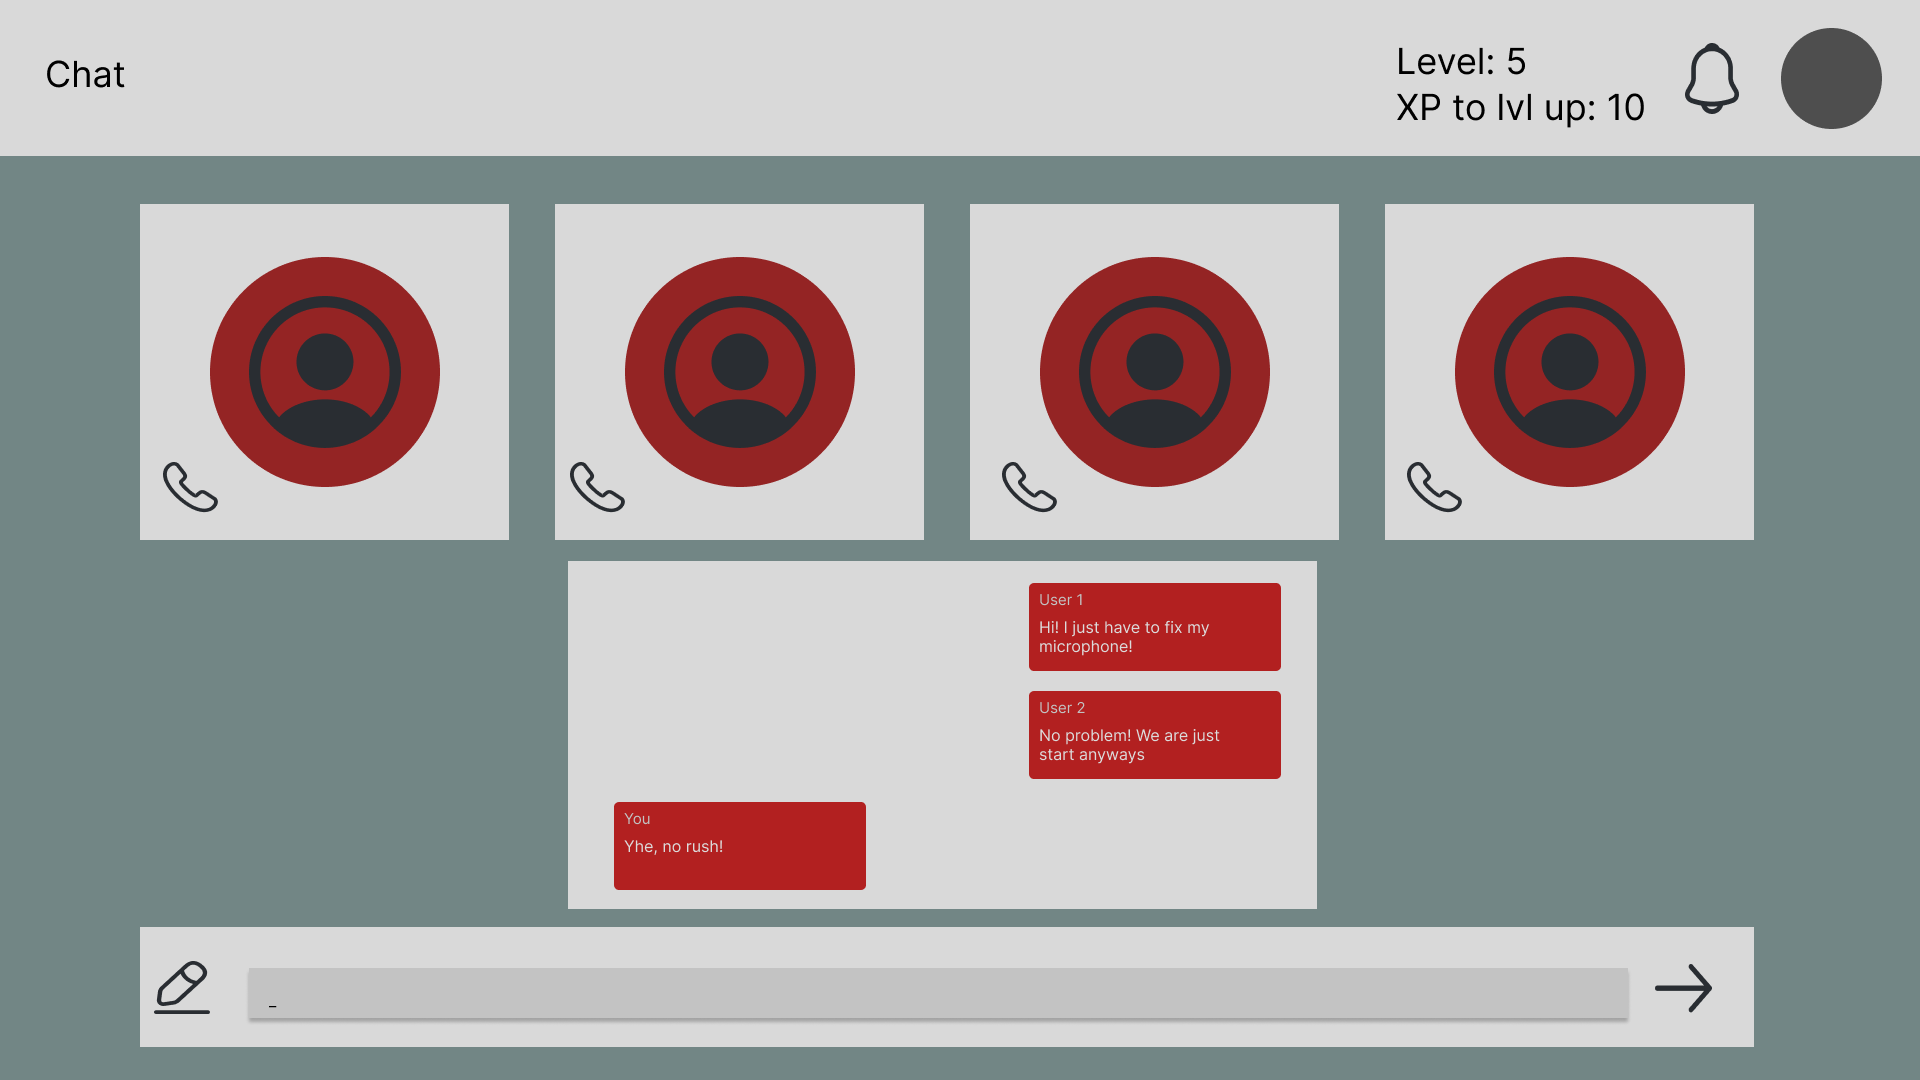 Chat
Level: 5
XP to lvl up: 10
User 1
Hi! I just have to fix my
microphone!
User 2
No problem! We are just
start anyways
You
Yhe, no rush!
_